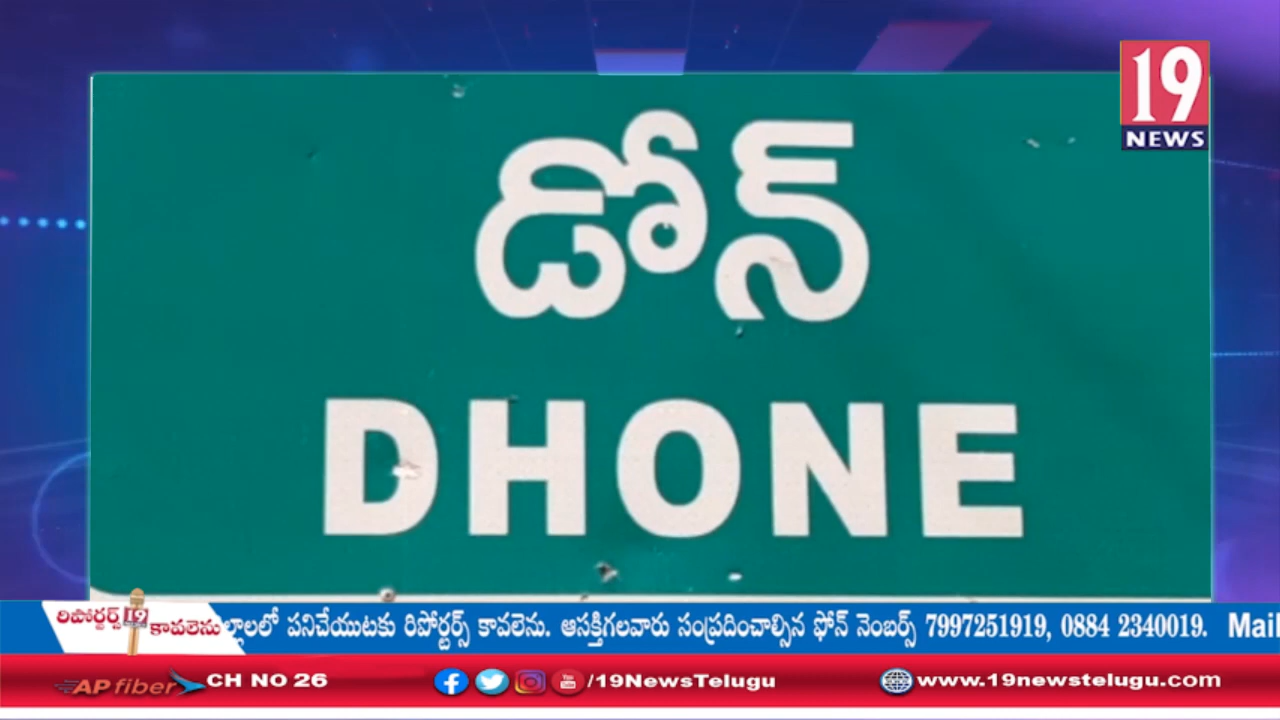 19
NEWS
డోన్
DHONE
రిపోర్టర్స్ 19
కావలెను
ల్లాలలో పనిచేయుటకు రిపోర్టర్స్ కావలెను. ఆసక్తిగలవారు సంప్రదించాల్సిన ఫోన్ నెంబర్స్ 7997251919, 0884 2340019. Mail
AP fiber CH NO 26
/19NewsTelugu
www.19newstelugu.com